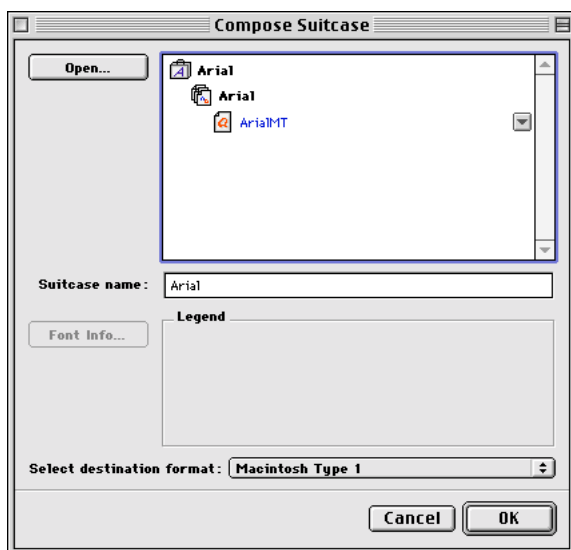 Compose Suitcase
Open...
Arial
Arial
ArialMT
Suitcase name:
Arial
Font Info...
Legend
Select destination format:
Macintosh Type 1
Cancel
OK